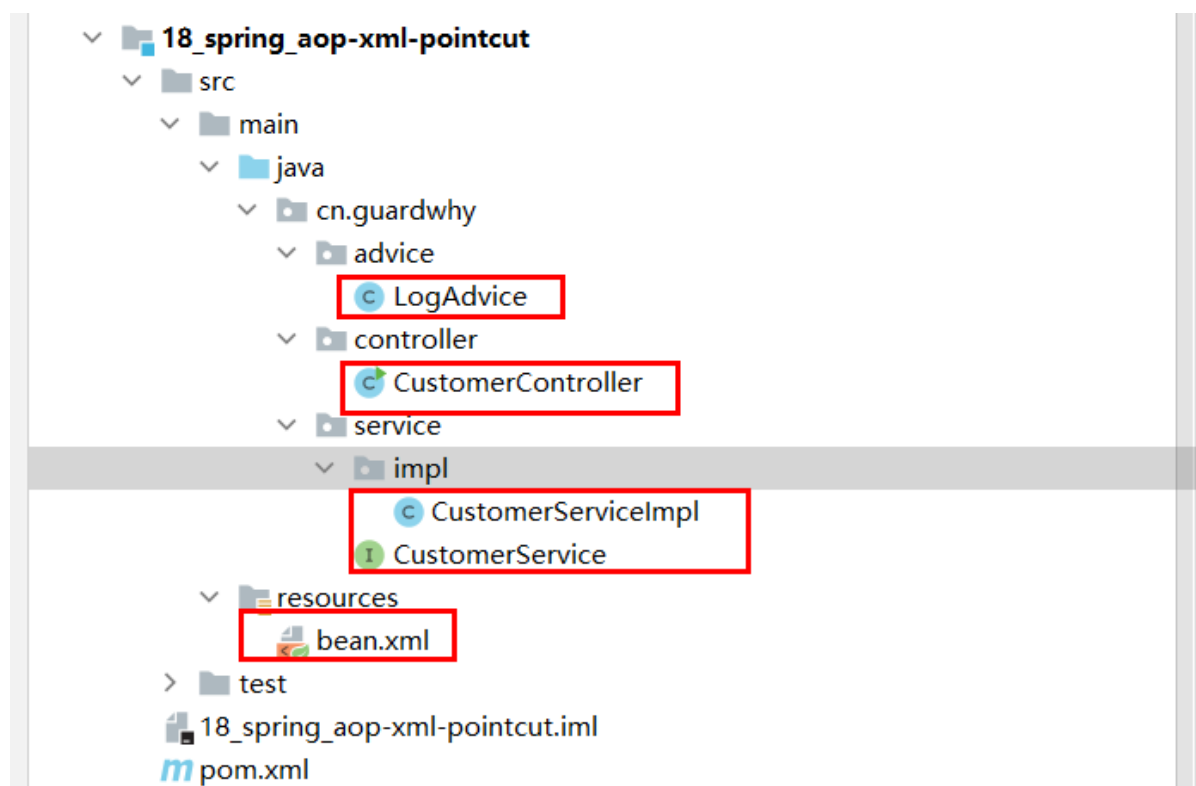 18_spring_aop-xml-pointcut
src
main
java
cn.guardwhy
advice
C LogAdvice
controller
C CustomerController
service
impl
C CustomerServiceImpl
I CustomerService
resources
bean.xml
test
18_spring_aop-xml-pointcut.iml
m pom.xml